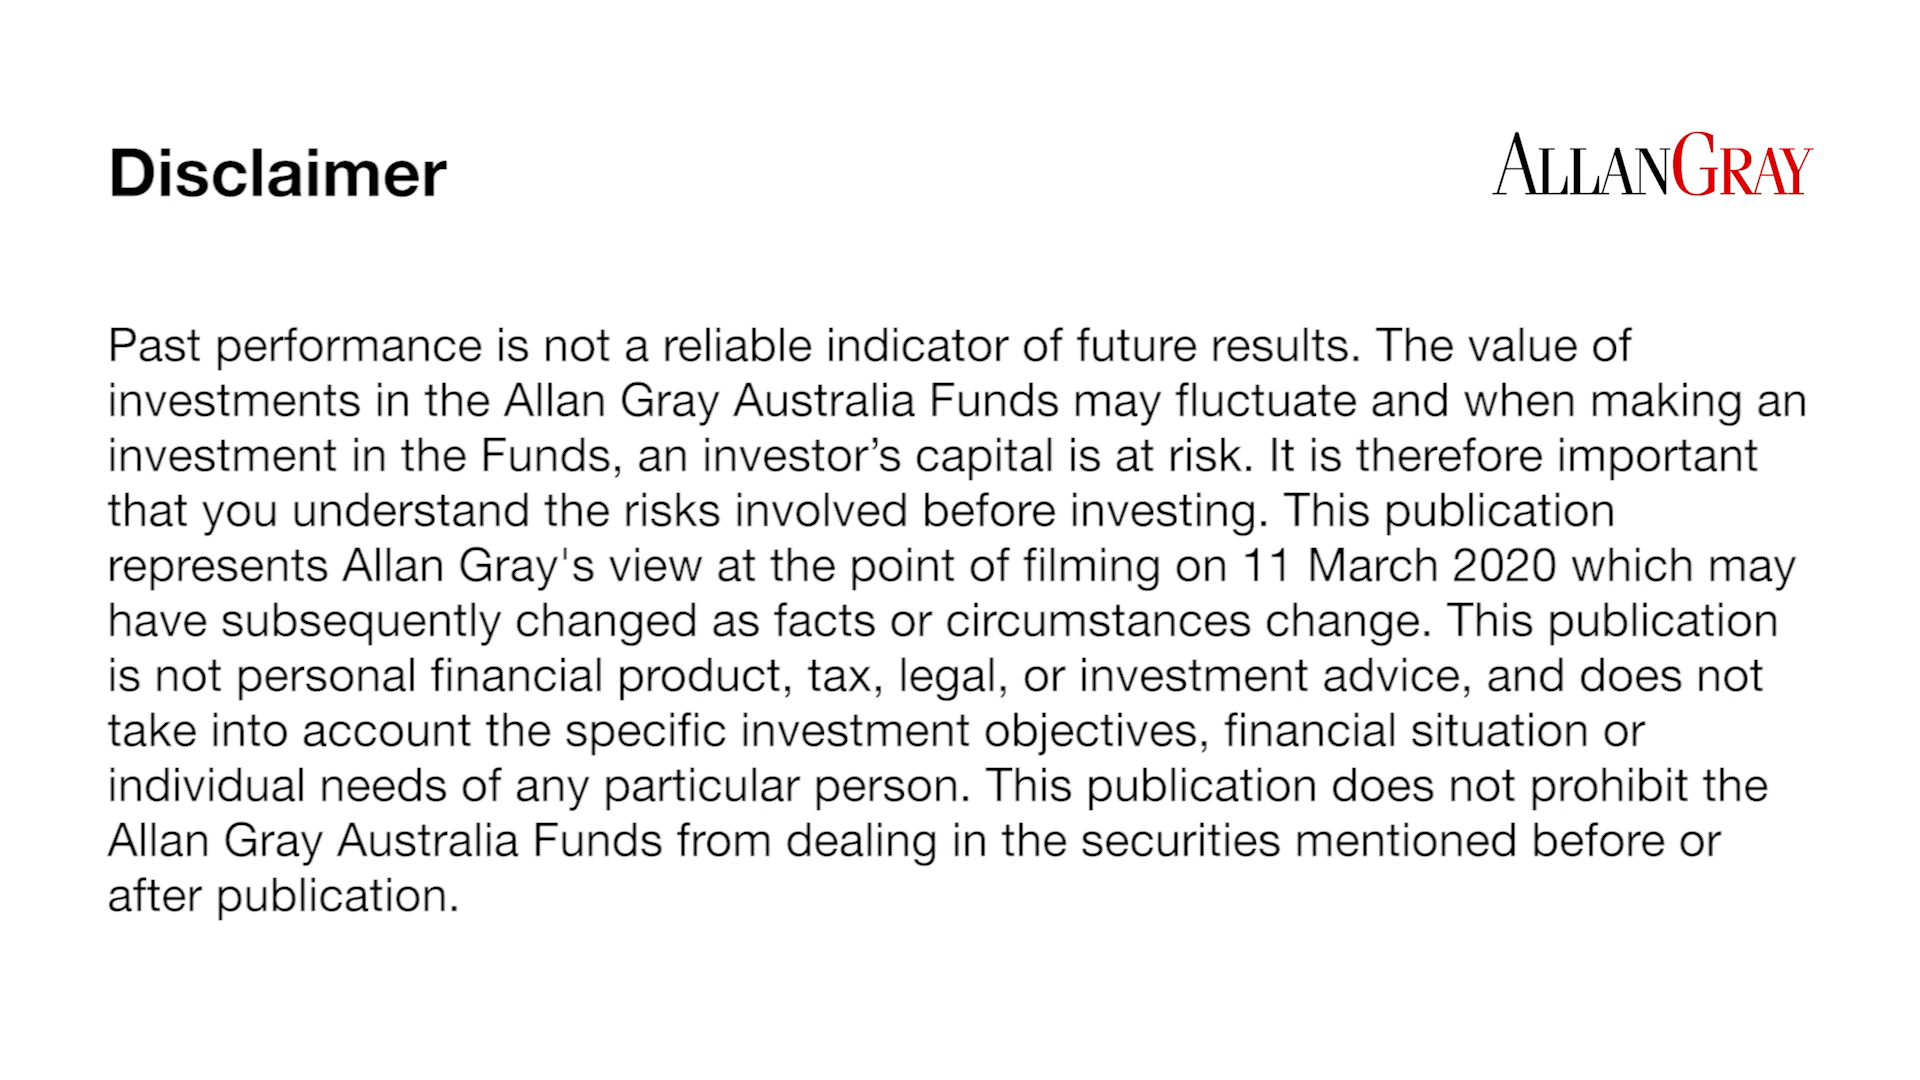 Disclaimer
ALLANGRAY
Past performance is not a reliable indicator of future results. The value of
investments in the Allan Gray Australia Funds may fluctuate and when making an
investment in the Funds, an investor’s capital is at risk. It is therefore important
that you understand the risks involved before investing. This publication
represents Allan Gray's view at the point of filming on 11 March 2020 which may
have subsequently changed as facts or circumstances change. This publication
is not personal financial product, tax, legal, or investment advice, and does not
take into account the specific investment objectives, financial situation or
individual needs of any particular person. This publication does not prohibit the
Allan Gray Australia Funds from dealing in the securities mentioned before or
after publication.